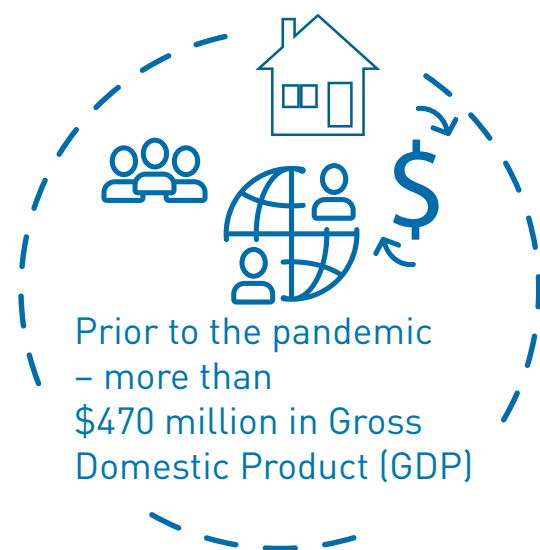 $
Prior to the pandemic
– more than
$470 million in Gross
Domestic Product (GDP)